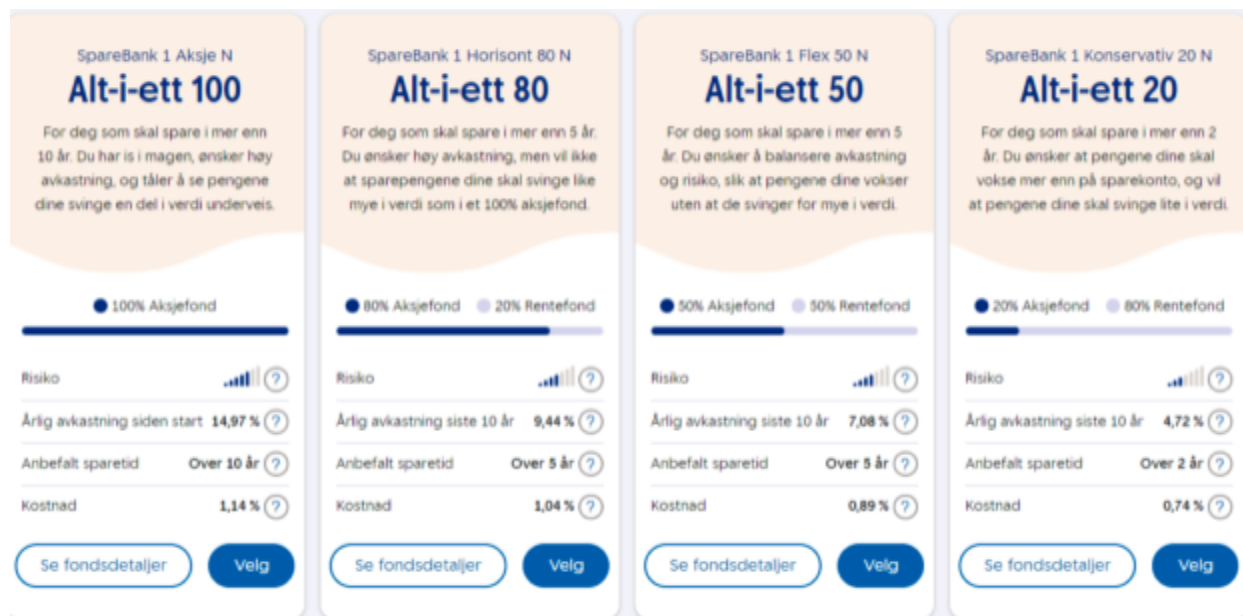 SpareBank 1 Aksje N
Alt-i-ett 100
For deg som skal spare i mer enn
10 år. Du har is i magen, ønsker høy
avkastning, og tåler å se pengene
dine svinge en del i verdi underveis.
100% Aksjefond
Risiko ?
Årlig avkastning siden start 14,97 % ?
Anbefalt sparetid Over 10 år ?
Kostnad 1,14 % ?
Se fondsdetaljer Velg
SpareBank 1 Horisont 80 N
Alt-i-ett 80
For deg som skal spare i mer enn 5 år.
Du ønsker høy avkastning, men vil ikke
at sparepengene dine skal svinge like
mye i verdi som i et 100% aksjefond.
80% Aksjefond 20% Rentefond
Risiko ?
Årlig avkastning siste 10 år 9,44 % ?
Anbefalt sparetid Over 5 år ?
Kostnad 1,04 % ?
Se fondsdetaljer Velg
SpareBank 1 Flex 50 N
Alt-i-ett 50
For deg som skal spare i mer enn 5
år. Du ønsker å balansere avkastning
og risiko, slik at pengene dine vokser
uten at de svinger for mye i verdi.
50% Aksjefond 50% Rentefond
Risiko ?
Årlig avkastning siste 10 år 7,08 % ?
Anbefalt sparetid Over 5 år ?
Kostnad 0,89 % ?
Se fondsdetaljer Velg
SpareBank 1 Konservativ 20 N
Alt-i-ett 20
For deg som skal spare i mer enn 2
år. Du ønsker at pengene dine skal
vokse mer enn på sparekonto, og vil
at pengene dine skal svinge lite i verdi.
20% Aksjefond 80% Rentefond
Risiko ?
Årlig avkastning siste 10 år 4,72 % ?
Anbefalt sparetid Over 2 år ?
Kostnad 0,74 % ?
Se fondsdetaljer Velg